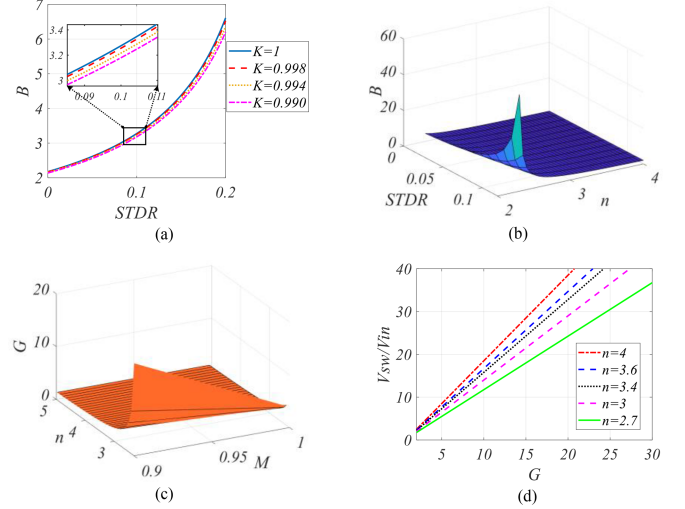 7
6
5
4
3
2
B
3.4
3.2
3
0.09
0.1
0.11
K=1
K=0.998
K=0.994
K=0.990
0
0.1
0.2
STDR
(a)
60
40
20
0
B
0
0.05
0.1
STDR
2
3
4
n
(b)
20
10
0
G
5
4
3
n
0.9
0.95
1
M
(c)
40
30
20
10
0
Vsw/Vin
n=4
n=3.6
n=3.4
n=3
n=2.7
5
10
15
20
25
30
G
(d)